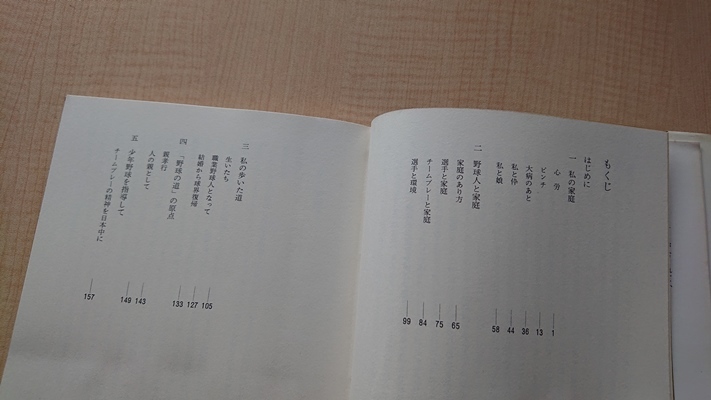 もくじ
はじめに
一 私の家庭
心労 1
ピンチ 13
大病のあと 36
私と伜 44
私と娘 58
二 野球人と家庭
家庭のあり方 65
選手と家庭 75
チームプレーと家庭 84
選手と環境 99
三 私の歩いた道
生いたち 105
職業野球人となって 127
結婚から球界復帰 133
四 「野球の道」の原点
親孝行 143
人の親として 149
五 少年野球を指導して
チームプレーの精神を日本中に 157